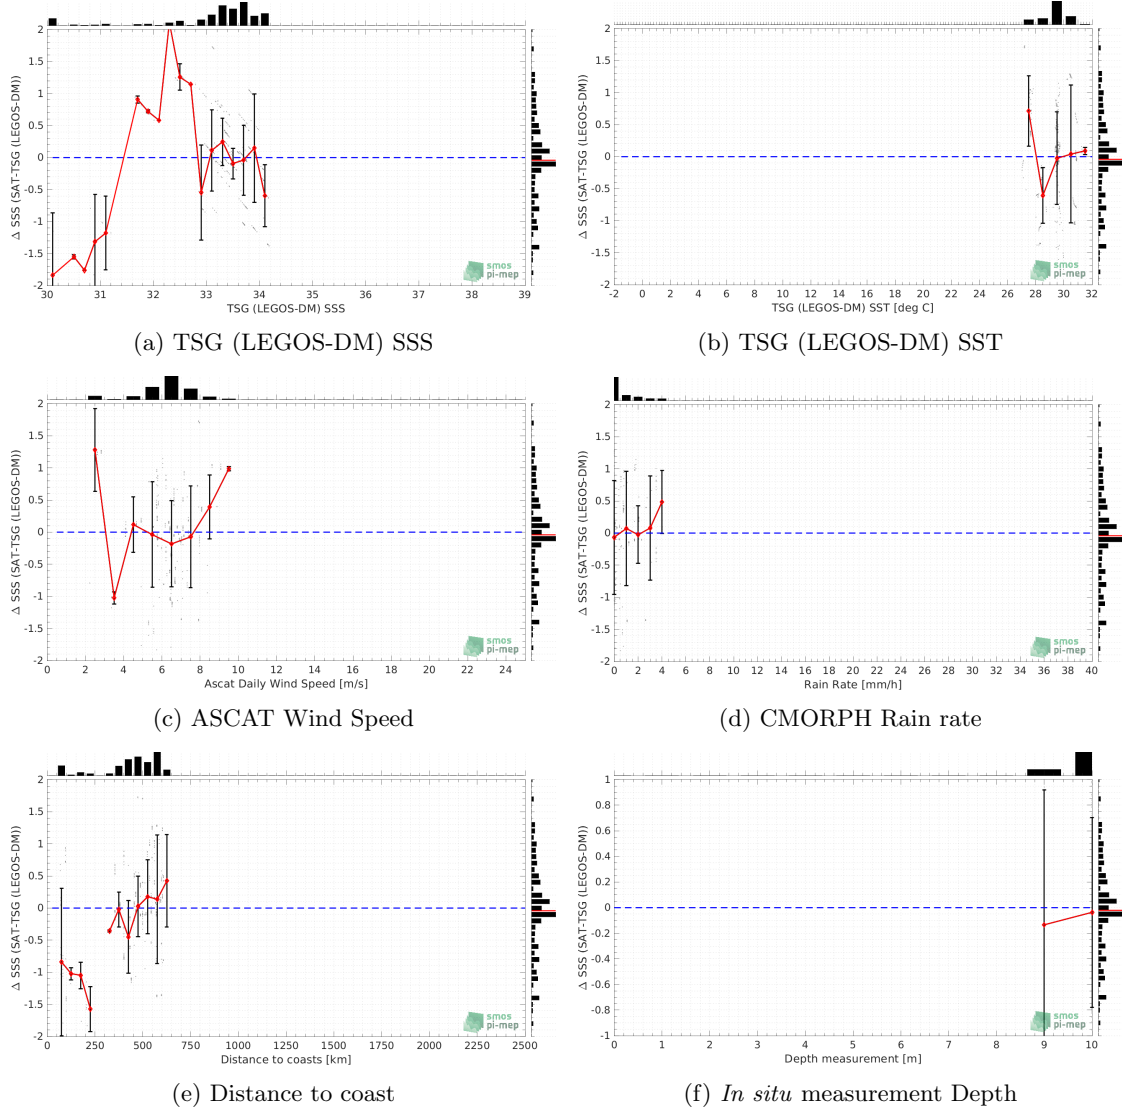 2
1.5
1
0.5
0
-0.5
-1
-1.5
-2
Δ SSS (SAT-TSG (LEGOS-DM))
smos
pi-mep
30 31 32 33 34 35 36 37 38 39
TSG (LEGOS-DM) SSS
(a) TSG (LEGOS-DM) SSS
2
1.5
1
0.5
0
-0.5
-1
-1.5
-2
Δ SSS (SAT-TSG (LEGOS-DM))
smos
pi-mep
-2 0 2 4 6 8 10 12 14 16 18 20 22 24 26 28 30 32
TSG (LEGOS-DM) SST [deg C]
(b) TSG (LEGOS-DM) SST
2
1.5
1
0.5
0
-0.5
-1
-1.5
-2
Δ SSS (SAT-TSG (LEGOS-DM))
smos
pi-mep
0 2 4 6 8 10 12 14 16 18 20 22 24
Ascat Daily Wind Speed [m/s]
(c) ASCAT Wind Speed
2
1.5
1
0.5
0
-0.5
-1
-1.5
-2
Δ SSS (SAT-TSG (LEGOS-DM))
smos
pi-mep
0 2 4 6 8 10 12 14 16 18 20 22 24 26 28 30 32 34 36 38 40
Rain Rate [mm/h]
(d) CMORPH Rain rate
2
1.5
1
0.5
0
-0.5
-1
-1.5
-2
Δ SSS (SAT-TSG (LEGOS-DM))
smos
pi-mep
0 250 500 750 1000 1250 1500 1750 2000 2250 2500
Distance to coasts [km]
(e) Distance to coast
1
0.8
0.6
0.4
0.2
0
-0.2
-0.4
-0.6
-0.8
-1
Δ SSS (SAT-TSG (LEGOS-DM))
smos
pi-mep
0 1 2 3 4 5 6 7 8 9 10
Depth measurement [m]
(f) In situ measurement Depth